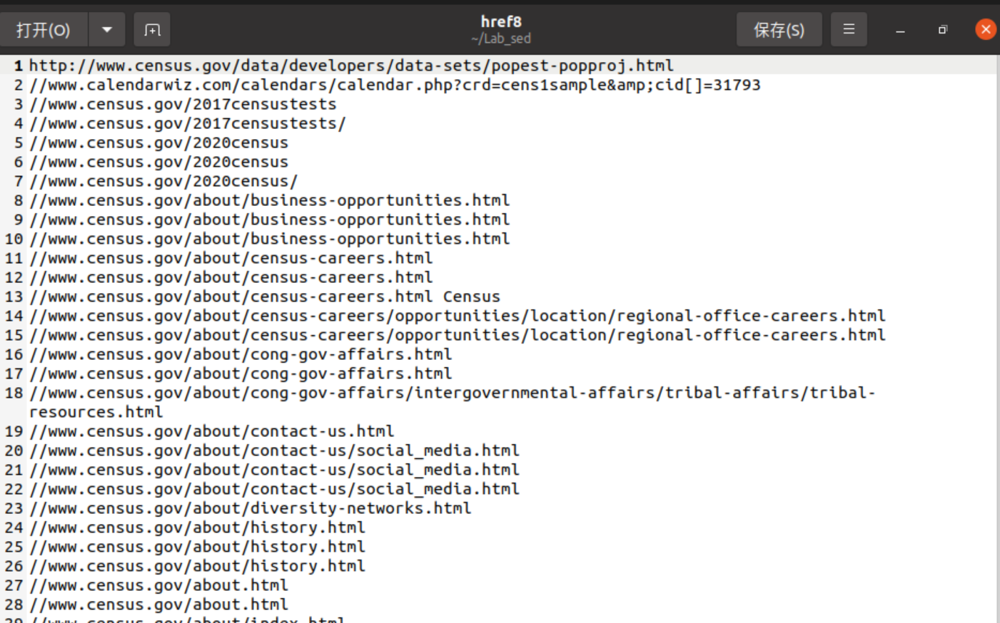 打开(O)
href8
~/Lab_sed
保存(S)
1 http://www.census.gov/data/developers/data-sets/popest-popproj.html
2 //www.calendarwiz.com/calendars/calendar.php?crd=cens1sample&amp;cid[]=31793
3 //www.census.gov/2017censustests
4 //www.census.gov/2017censustests/
5 //www.census.gov/2020census
6 //www.census.gov/2020census
7 //www.census.gov/2020census/
8 //www.census.gov/about/business-opportunities.html
9 //www.census.gov/about/business-opportunities.html
10 //www.census.gov/about/business-opportunities.html
11 //www.census.gov/about/census-careers.html
12 //www.census.gov/about/census-careers.html
13 //www.census.gov/about/census-careers.html Census
14 //www.census.gov/about/census-careers/opportunities/location/regional-office-careers.html
15 //www.census.gov/about/census-careers/opportunities/location/regional-office-careers.html
16 //www.census.gov/about/cong-gov-affairs.html
17 //www.census.gov/about/cong-gov-affairs.html
18 //www.census.gov/about/cong-gov-affairs/intergovernmental-affairs/tribal-affairs/tribal-
resources.html
19 //www.census.gov/about/contact-us.html
20 //www.census.gov/about/contact-us/social_media.html
21 //www.census.gov/about/contact-us/social_media.html
22 //www.census.gov/about/contact-us/social_media.html
23 //www.census.gov/about/diversity-networks.html
24 //www.census.gov/about/history.html
25 //www.census.gov/about/history.html
26 //www.census.gov/about/history.html
27 //www.census.gov/about.html
28 //www.census.gov/about.html
29 //www.census.gov/about/index.html